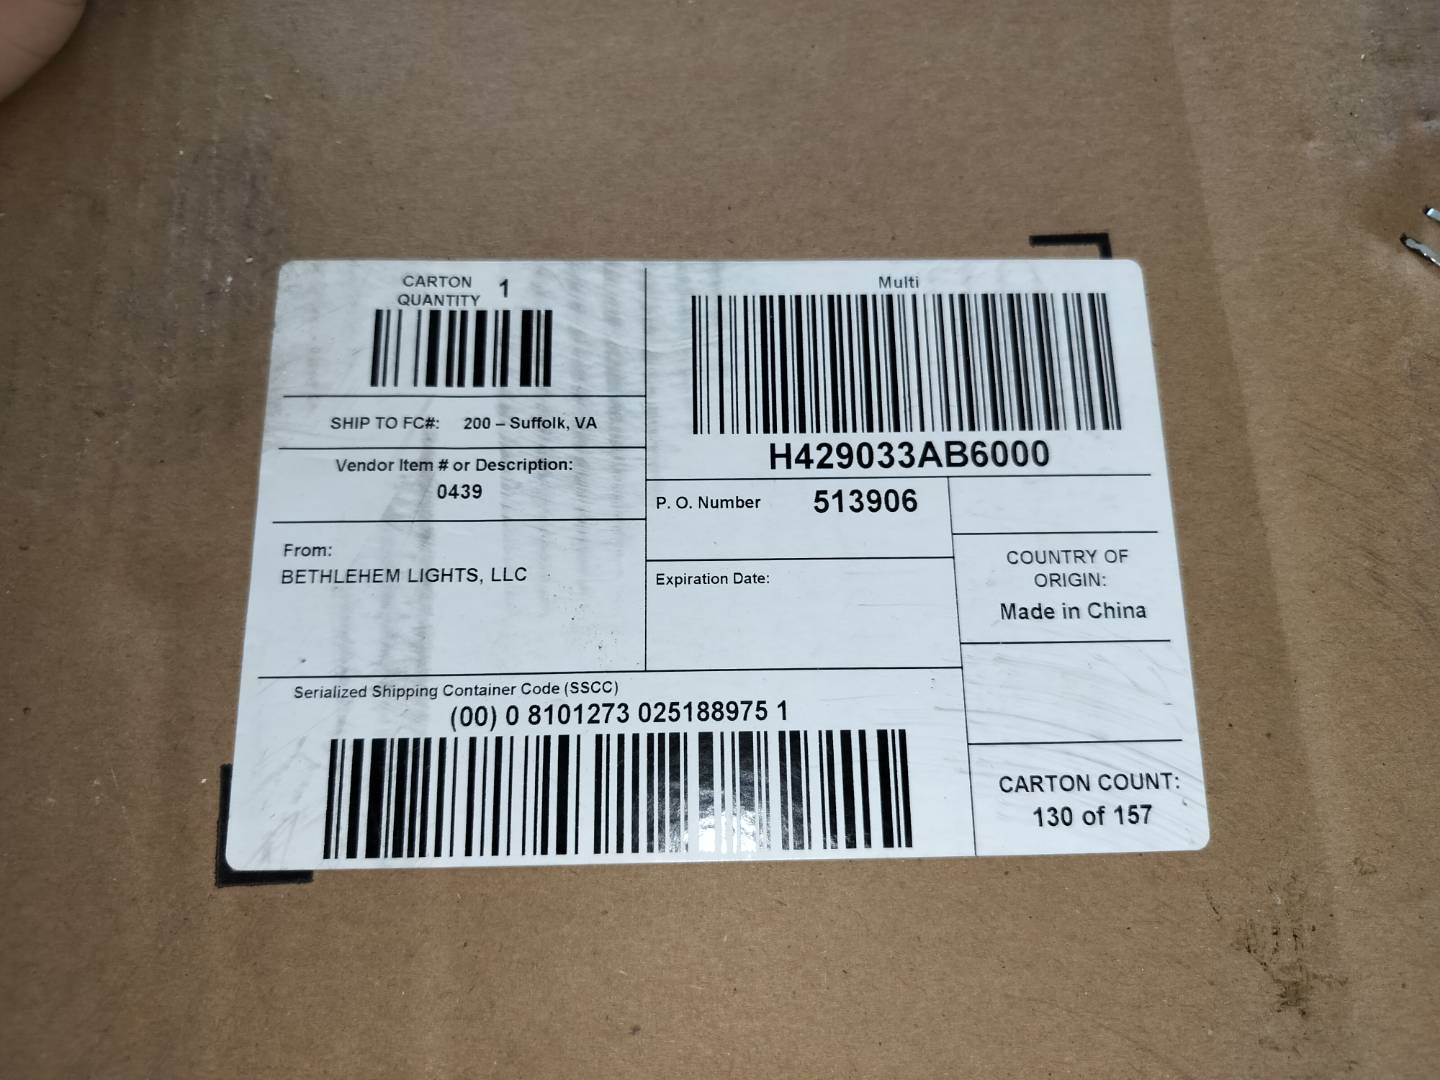 CARTON
QUANTITY 1
SHIP TO FC#: 200 – Suffolk, VA
Vendor Item # or Description:
0439
From:
BETHLEHEM LIGHTS, LLC
Multi
H429033AB6000
P. O. Number 513906
Expiration Date:
COUNTRY OF
ORIGIN:
Made in China
Serialized Shipping Container Code (SSCC)
(00) 0 8101273 025188975 1
CARTON COUNT:
130 of 157